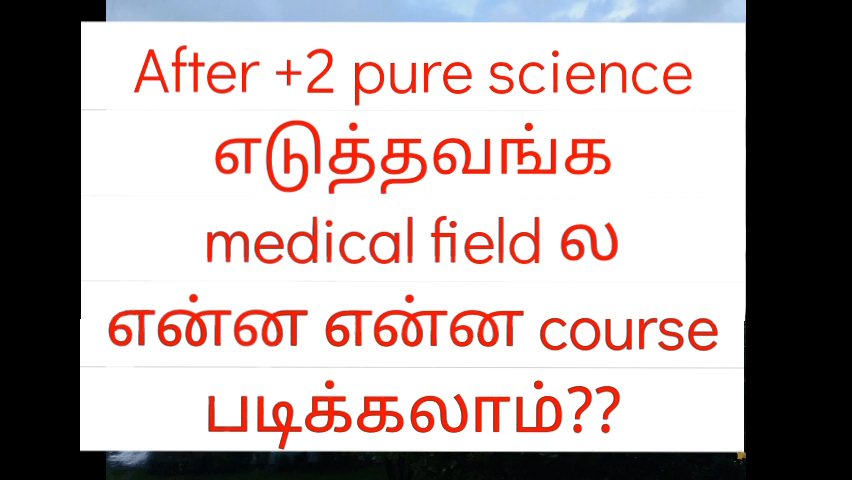 After +2 pure science
எடுத்தவங்க
medical field ல
என்ன என்ன course
படிக்கலாம்??